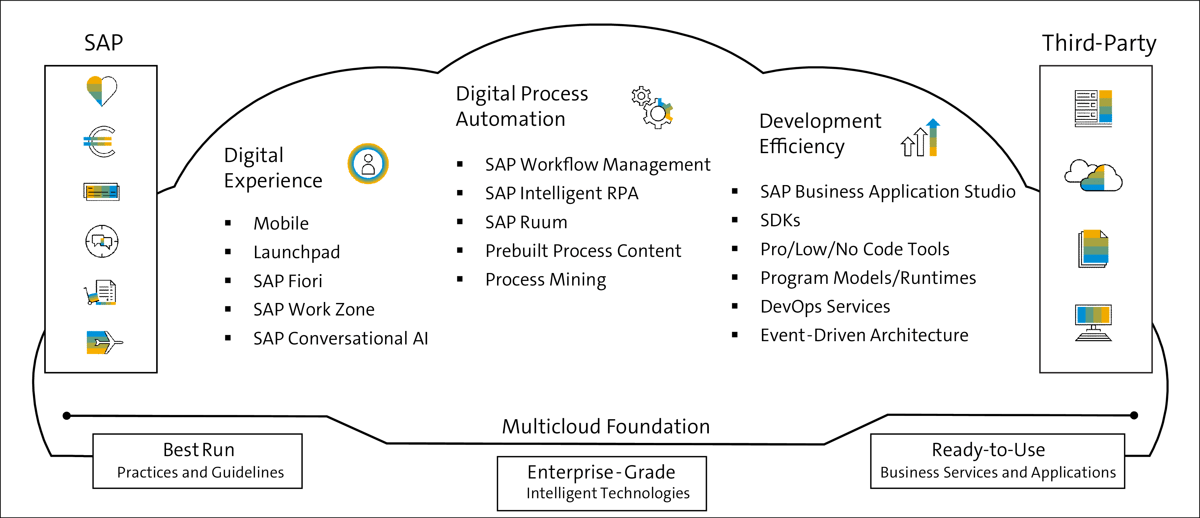 SAP
Third-Party
Digital
Experience
▪ Mobile
▪ Launchpad
▪ SAP Fiori
▪ SAP Work Zone
▪ SAP Conversational AI
Digital Process
Automation
▪ SAP Workflow Management
▪ SAP Intelligent RPA
▪ SAP Ruum
▪ Prebuilt Process Content
▪ Process Mining
Development
Efficiency
▪ SAP Business Application Studio
▪ SDKs
▪ Pro/Low/No Code Tools
▪ Program Models/Runtimes
▪ DevOps Services
▪ Event-Driven Architecture
Multicloud Foundation
Best Run
Practices and Guidelines
Enterprise-Grade
Intelligent Technologies
Ready-to-Use
Business Services and Applications